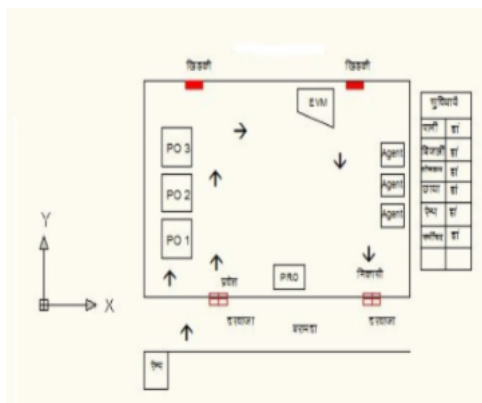 खिड़की
खिड़की
EVM
सुविधायें
पानी हां
बिजली हां
हां
छाया हां
रैम्प हां
हां
PO 3
PO 2
PO 1
Agent
Agent
Agent
PRO
प्रवेश
निकासी
दरवाजा
बरामदा
दरवाजा
रैम्प
Y
X